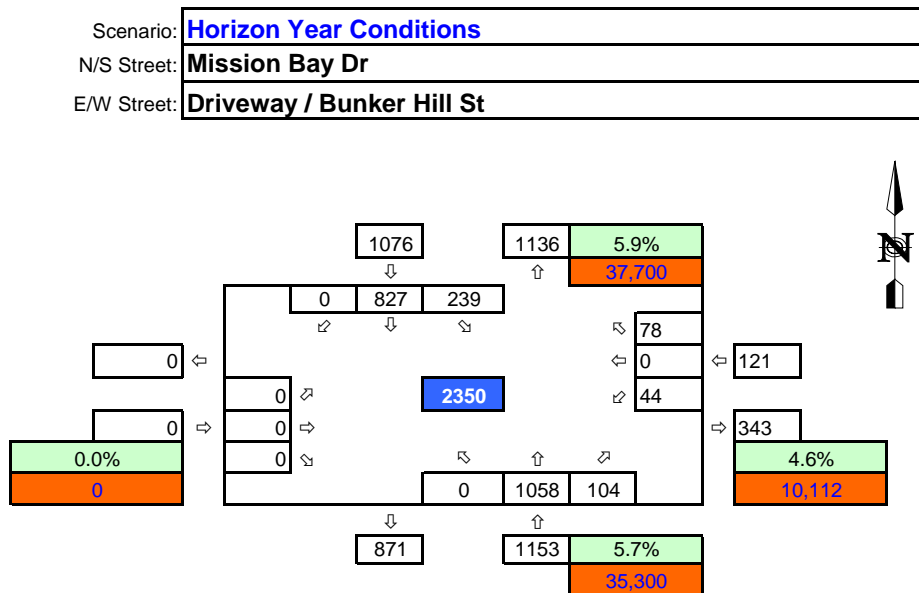 Scenario: Horizon Year Conditions
N/S Street: Mission Bay Dr
E/W Street: Driveway / Bunker Hill St
N
1076 1136 5.9%
⇩ ⇧ 37,700
0 827 239
⬃ ⇩ ⬂ ⬁ 78
0 ⇦ ⇦ 0 ⇦ 121
0 ⬀ 2350 ⬃ 44
0 ⇨ 0 ⇨ ⇨ 343
0.0% 0 ⬂ ⬁ ⇧ ⬀ 4.6%
0 0 1058 104 10,112
⇩ ⇧
871 1153 5.7%
35,300